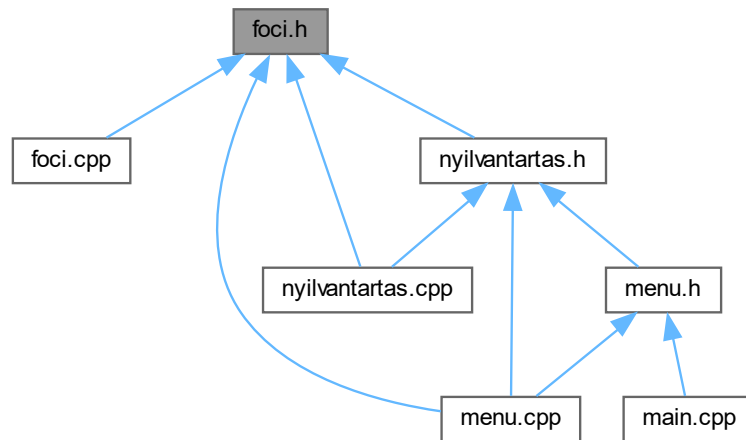 foci.h
foci.cpp
nyilvantartas.h
nyilvantartas.cpp
menu.h
menu.cpp
main.cpp